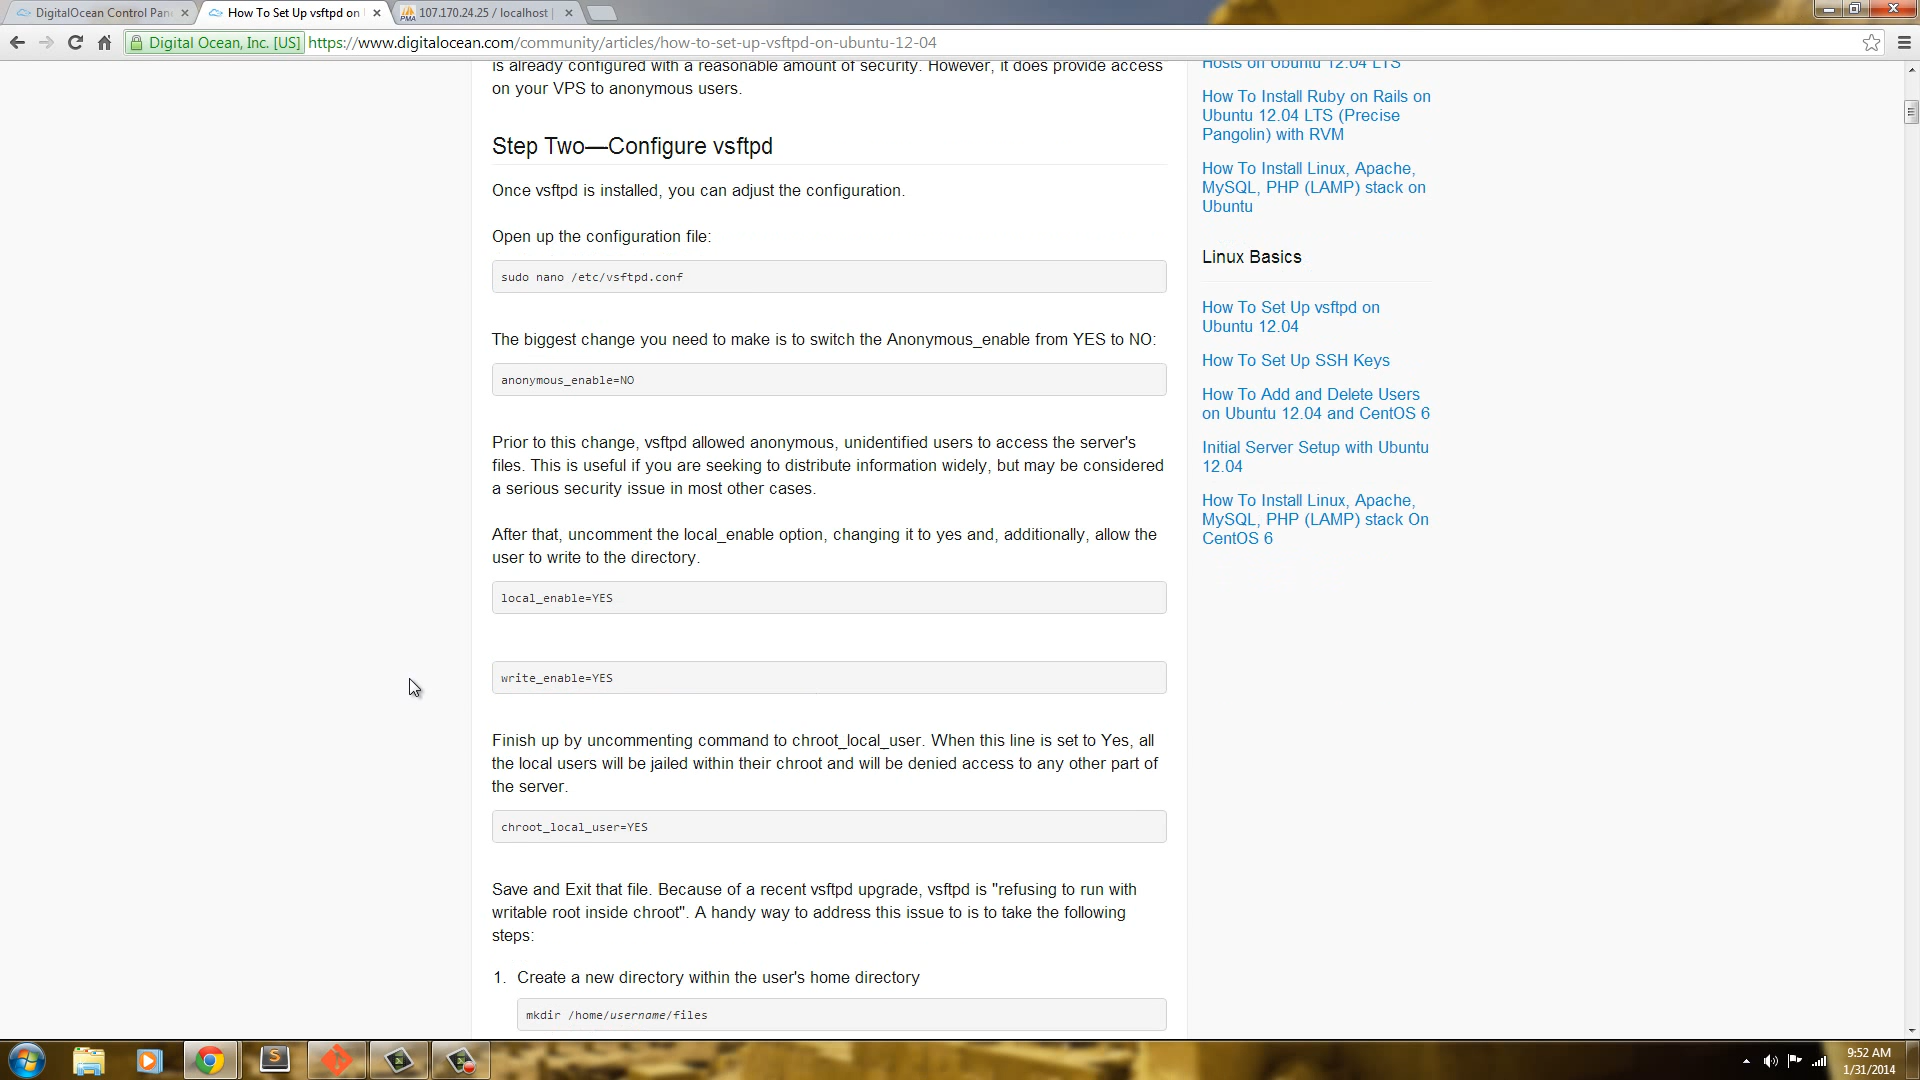 DigitalOcean Control Pan
How To Set Up vsftpd on
107.170.24.25 / localhost |
Digital Ocean, Inc. [US]
https://www.digitalocean.com/community/articles/how-to-set-up-vsftpd-on-ubuntu-12-04
is already configured with a reasonable amount of security. However, it does provide access
on your VPS to anonymous users.
Step Two—Configure vsftpd
Once vsftpd is installed, you can adjust the configuration.
Open up the configuration file:
sudo nano /etc/vsftpd.conf
The biggest change you need to make is to switch the Anonymous_enable from YES to NO:
anonymous_enable=NO
Prior to this change, vsftpd allowed anonymous, unidentified users to access the server's
files. This is useful if you are seeking to distribute information widely, but may be considered
a serious security issue in most other cases.
After that, uncomment the local_enable option, changing it to yes and, additionally, allow the
user to write to the directory.
local_enable=YES
write_enable=YES
Finish up by uncommenting command to chroot_local_user. When this line is set to Yes, all
the local users will be jailed within their chroot and will be denied access to any other part of
the server.
chroot_local_user=YES
Save and Exit that file. Because of a recent vsftpd upgrade, vsftpd is "refusing to run with
writable root inside chroot". A handy way to address this issue to is to take the following
steps:
1. Create a new directory within the user's home directory
mkdir /home/username/files
Hosts on Ubuntu 12.04 LTS
How To Install Ruby on Rails on
Ubuntu 12.04 LTS (Precise
Pangolin) with RVM
How To Install Linux, Apache,
MySQL, PHP (LAMP) stack on
Ubuntu
Linux Basics
How To Set Up vsftpd on
Ubuntu 12.04
How To Set Up SSH Keys
How To Add and Delete Users
on Ubuntu 12.04 and CentOS 6
Initial Server Setup with Ubuntu
12.04
How To Install Linux, Apache,
MySQL, PHP (LAMP) stack On
CentOS 6
9:52 AM
1/31/2014